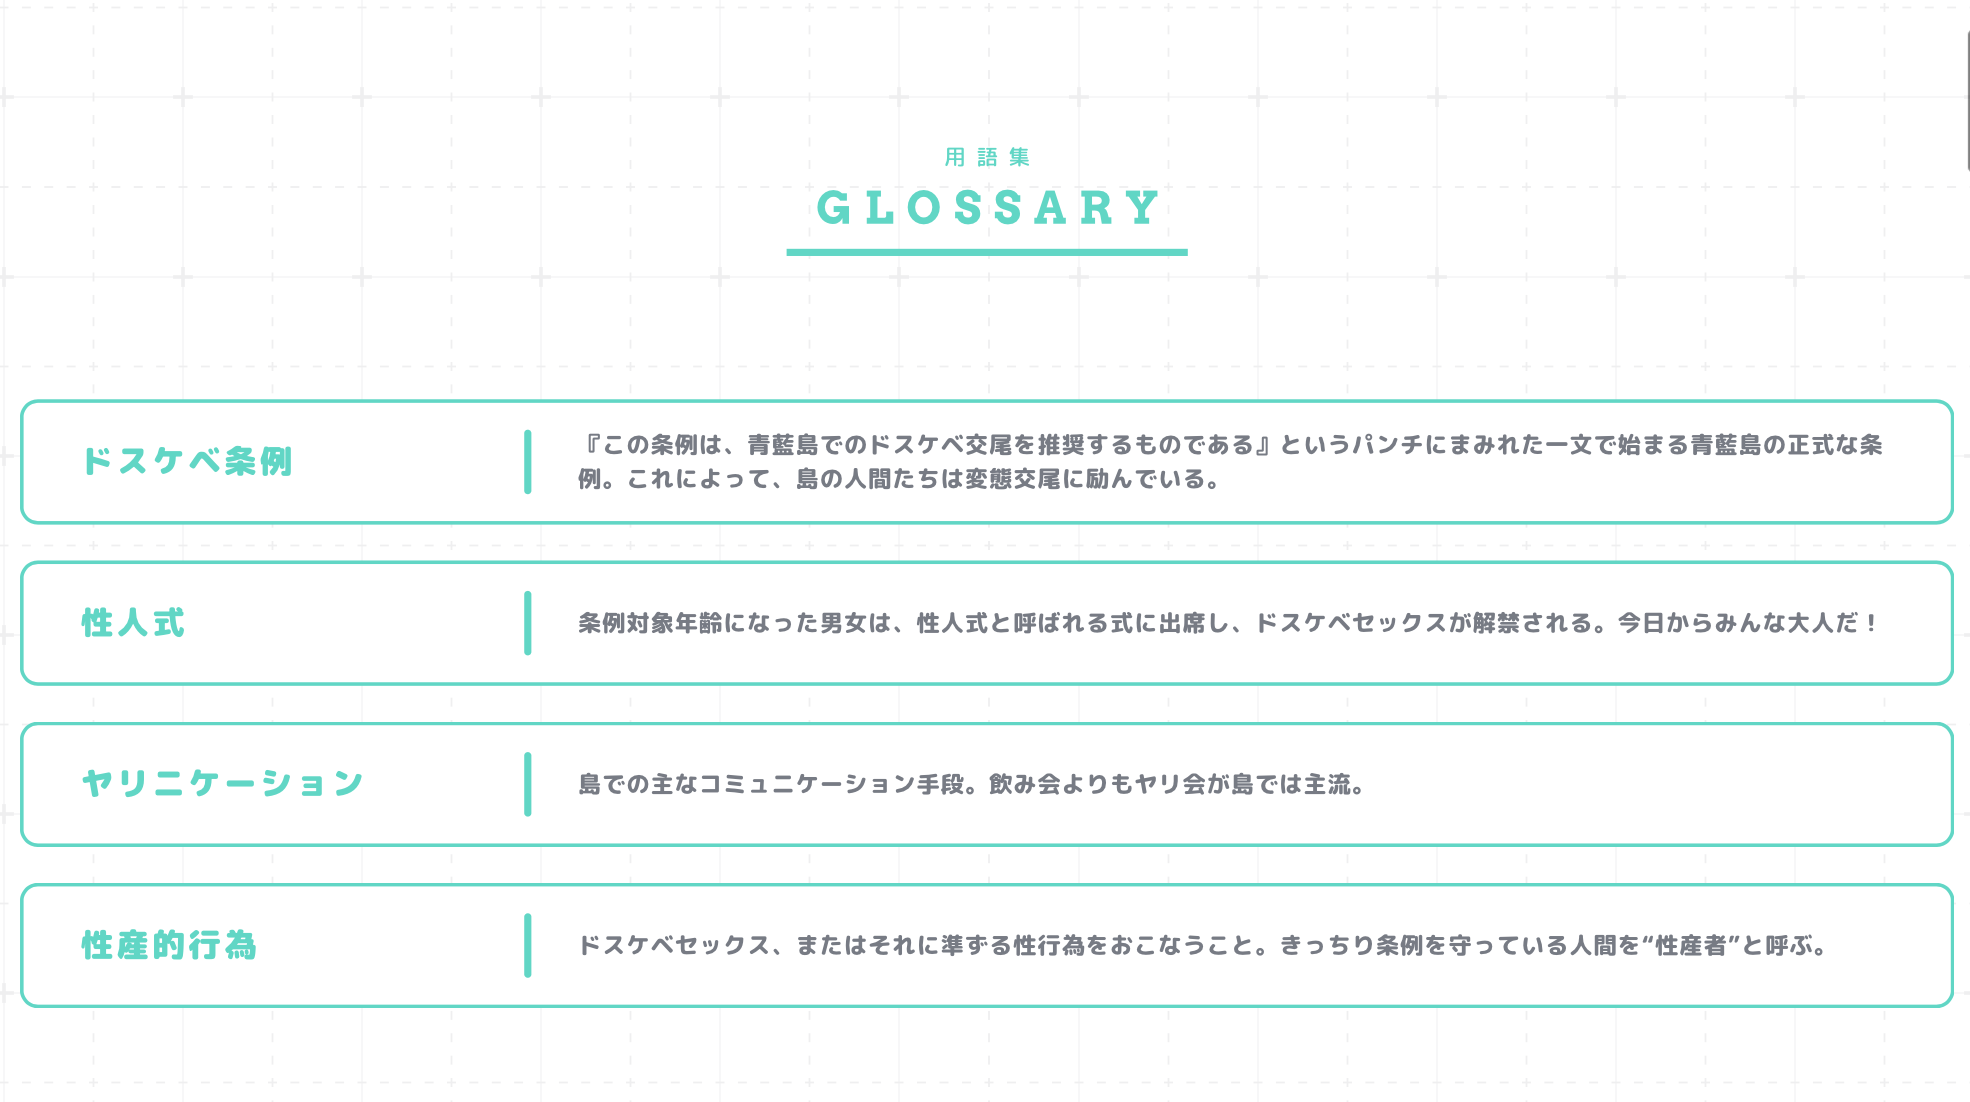 用語集
GLOSSARY
ドスケベ条例
『この条例は、青藍島でのドスケベ交尾を推奨するものである』というパンチにまみれた一文で始まる青藍島の正式な条
例。これによって、島の人間たちは変態交尾に励んでいる。
性人式
条例対象年齢になった男女は、性人式と呼ばれる式に出席し、ドスケベセックスが解禁される。今日からみんな大人だ！
ヤリニケーション
島での主なコミュニケーション手段。飲み会よりもヤリ会が島では主流。
性産的行為
ドスケベセックス、またはそれに準ずる性行為をおこなうこと。きっちり条例を守っている人間を“性産者”と呼ぶ。